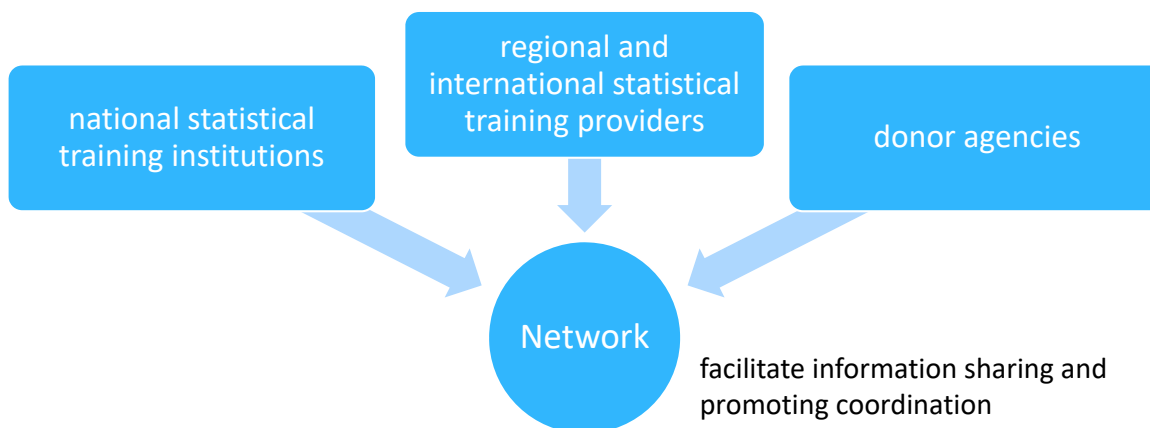 national statistical
training institutions
regional and
international statistical
training providers
donor agencies
Network
facilitate information sharing and
promoting coordination